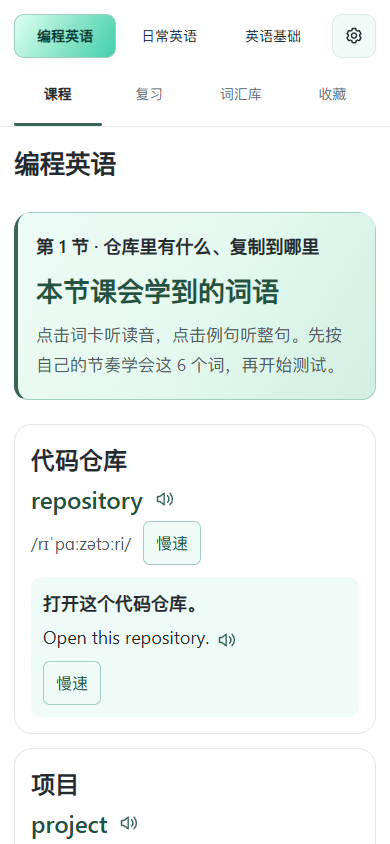 编程英语
日常英语
英语基础
课程
复习
词汇库
收藏
编程英语
第 1 节 · 仓库里有什么、复制到哪里
本节课会学到的词语
点击词卡听读音，点击例句听整句。先按
自己的节奏学会这 6 个词，再开始测试。
代码仓库
repository
/rɪˈpɑːzətɔːri/
慢速
打开这个代码仓库。
Open this repository.
慢速
项目
project